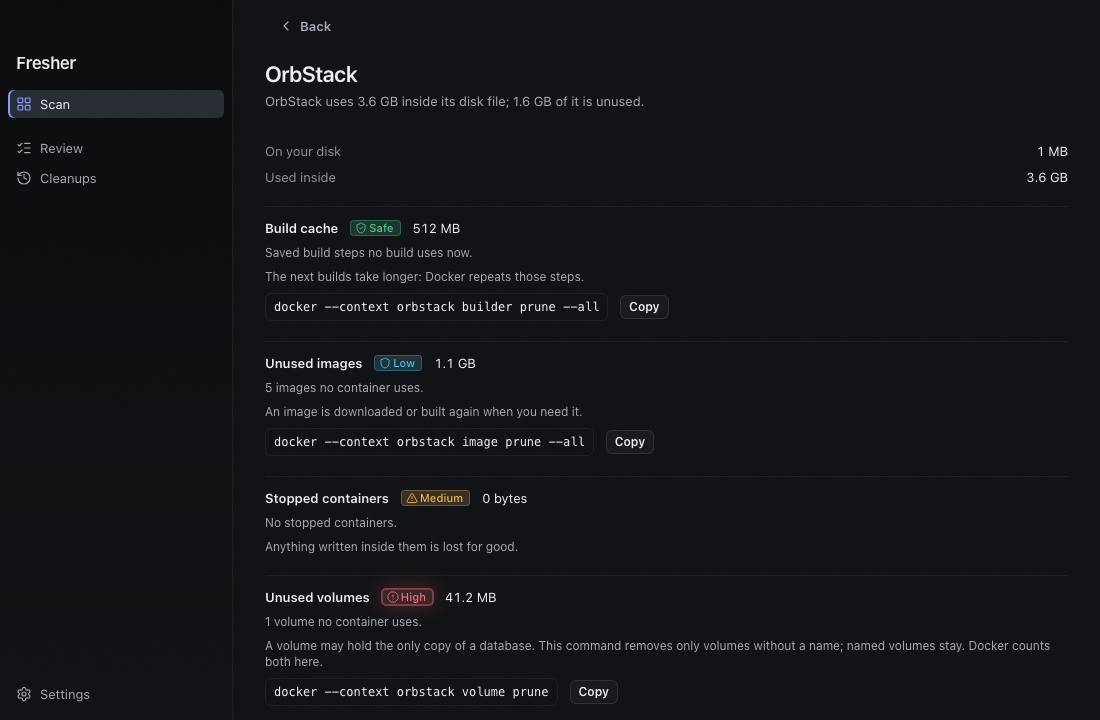 Back
Fresher
Scan
Review
Cleanups
Settings
OrbStack
OrbStack uses 3.6 GB inside its disk file; 1.6 GB of it is unused.
On your disk 1 MB
Used inside 3.6 GB
Build cache Safe 512 MB
Saved build steps no build uses now.
The next builds take longer: Docker repeats those steps.
docker --context orbstack builder prune --all Copy
Unused images Low 1.1 GB
5 images no container uses.
An image is downloaded or built again when you need it.
docker --context orbstack image prune --all Copy
Stopped containers Medium 0 bytes
No stopped containers.
Anything written inside them is lost for good.
Unused volumes High 41.2 MB
1 volume no container uses.
A volume may hold the only copy of a database. This command removes only volumes without a name; named volumes stay. Docker counts
both here.
docker --context orbstack volume prune Copy